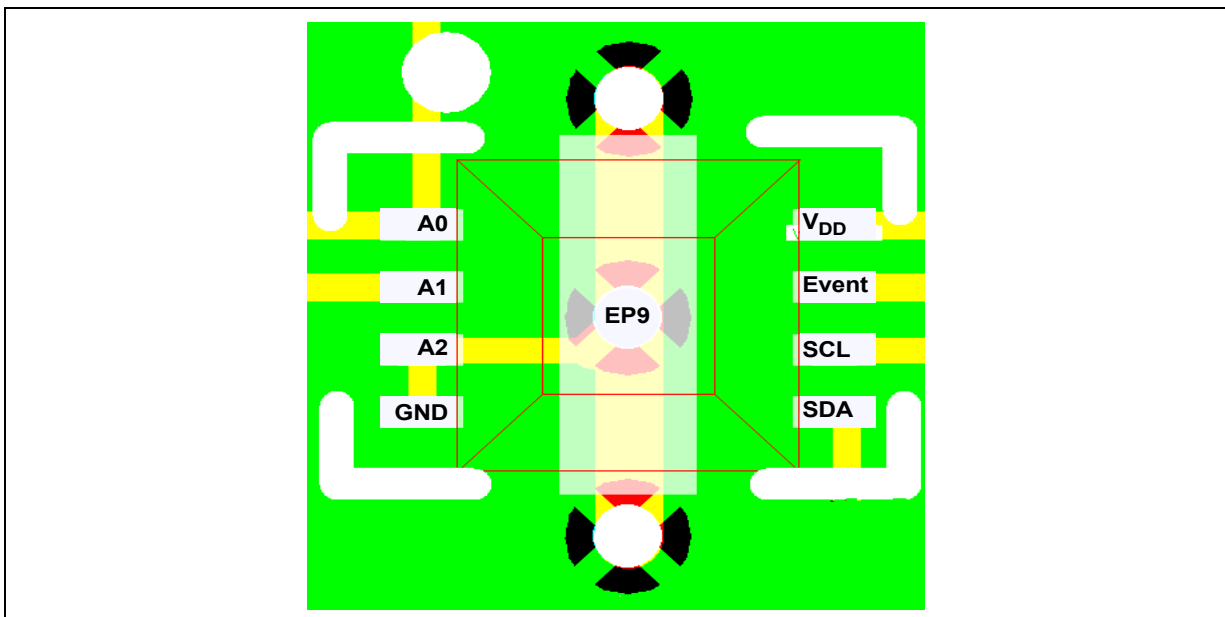 A0
A1
A2
GND
EP9
VDD
Event
SCL
SDA